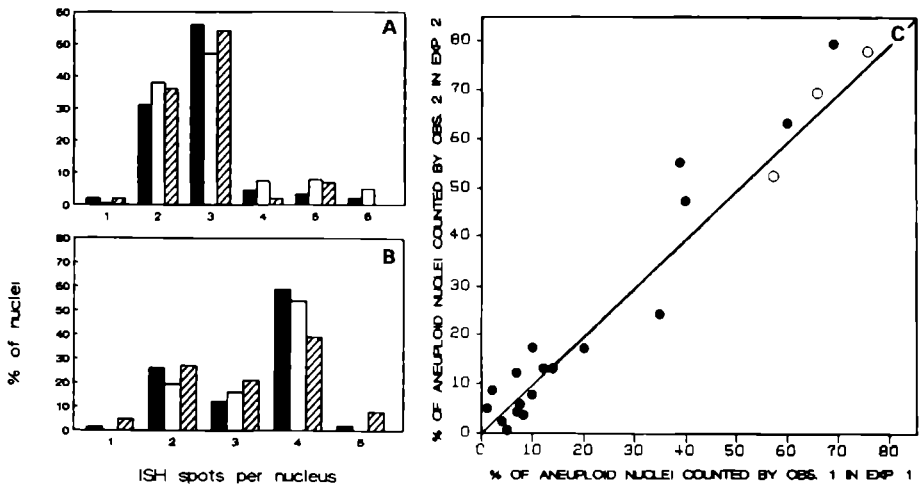 A
60
50
40
30
20
10
0
1 2 3 4 5 6
B
80
70
60
50
40
30
20
10
0
1 2 3 4 5
% of nuclei
ISH spots per nucleus
C
% OF ANEUPLOID NUCLEI COUNTED BY OBS. 2 IN EXP 2
80
70
60
50
40
30
20
10
0
0 10 20 30 40 50 60 70 80
% OF ANEUPLOID NUCLEI COUNTED BY OBS. 1 IN EXP 1